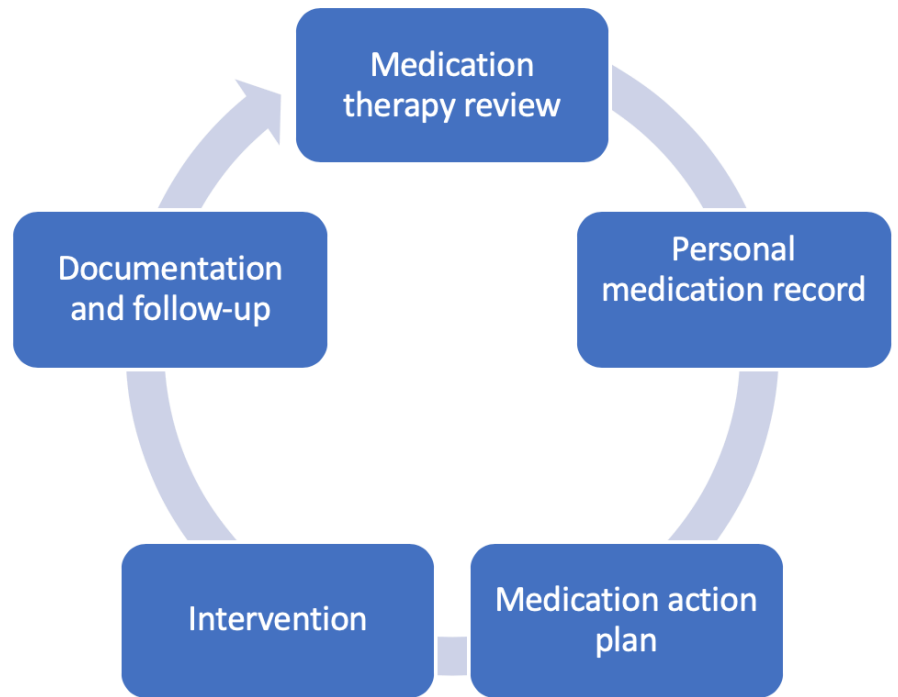 Medication
therapy review
Personal
medication record
Medication action
plan
Intervention
Documentation
and follow-up